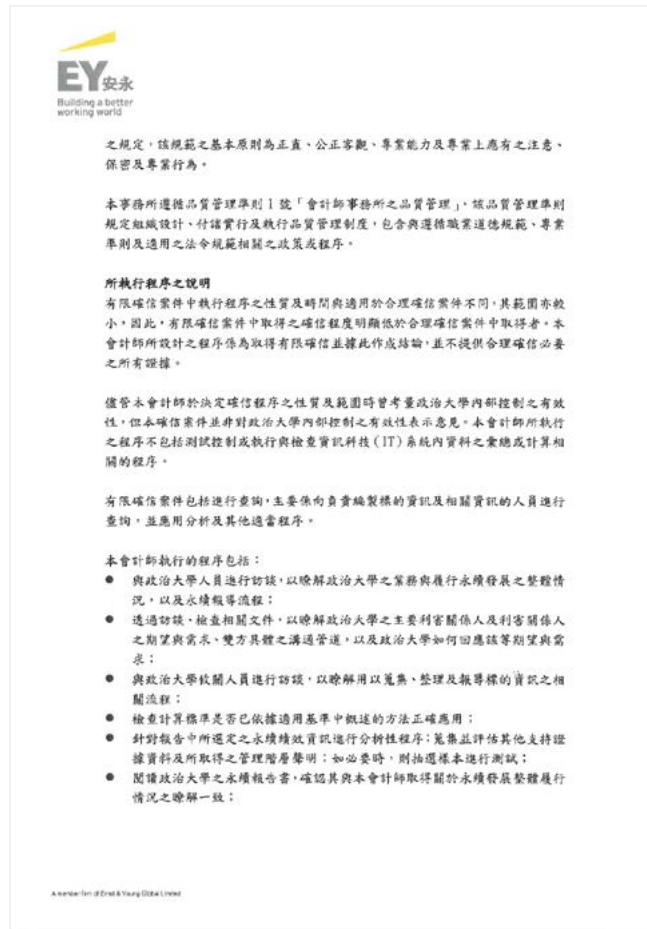 EY安永
Building a better
working world
之規定，該規範之基本原則為正直、公正客觀、專業能力及專業上應有之注意、
保密及專業行為。
本事務所遵循品質管理準則1號「會計師事務所之品質管理」，該品質管理準則
規定組織設計、付諸實行及執行品質管理制度，包含與遵循職業道德規範、專業
準則及適用之法令規範相關之政策或程序。
所執行程序之說明
有限確信案件中執行程序之性質及時間與適用於合理確信案件不同，其範圍亦較
小，因此，有限確信案件中取得之確信程度明顯低於合理確信案件中取得者。本
會計師所設計之程序係為取得有限確信並據此作成結論，並不提供合理確信必要
之所有證據。
儘管本會計師於決定確信程序之性質及範圍時曾考量政治大學內部控制之有效
性，但本確信案件並非對政治大學內部控制之有效性表示意見。本會計師所執行
之程序不包括測試控制或執行與檢查資訊科技(IT)系統內資料之彙總或計算相
關的程序。
有限確信案件包括進行查詢，主要係向負責編製標的資訊及相關資訊的人員進行
查詢，並應用分析及其他適當程序。
本會計師執行的程序包括：
● 與政治大學人員進行訪談，以瞭解政治大學之業務與履行永續發展之整體情
況，以及永續報導流程；
● 透過訪談、檢查相關文件，以瞭解政治大學之主要利害關係人及利害關係人
之期望與需求、雙方具體之溝通管道，以及政治大學如何回應該等期望與需
求；
● 與政治大學攸關人員進行訪談，以瞭解用以蒐集、整理及報導標的資訊之相
關流程；
● 檢查計算標準是否已依據適用基準中概述的方法正確應用；
● 針對報告中所選定之永續績效資訊進行分析性程序；蒐集並評估其他支持證
據資料及所取得之管理階層聲明；如必要時，則抽選樣本進行測試；
● 閱讀政治大學之永續報告書，確認其與本會計師取得關於永續發展整體履行
情況之瞭解一致；
A member firm of Ernst & Young Global Limited